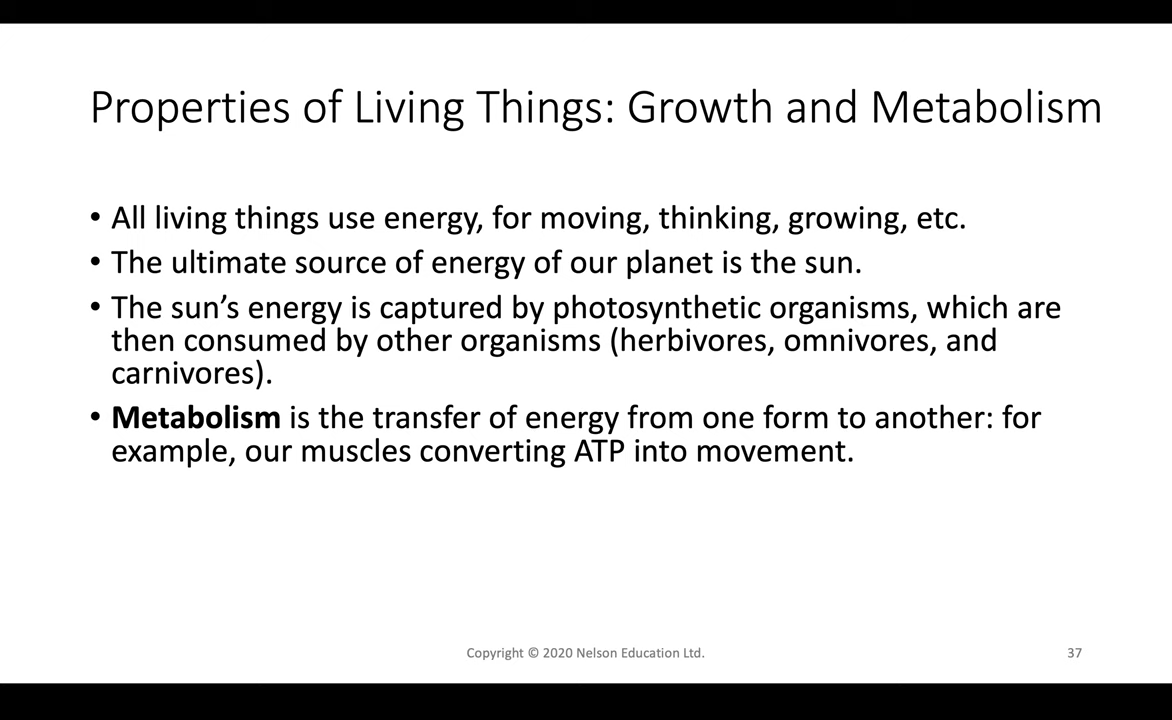 Properties of Living Things: Growth and Metabolism
• All living things use energy, for moving, thinking, growing, etc.
• The ultimate source of energy of our planet is the sun.
• The sun’s energy is captured by photosynthetic organisms, which are
then consumed by other organisms (herbivores, omnivores, and
carnivores).
• Metabolism is the transfer of energy from one form to another: for
example, our muscles converting ATP into movement.
Copyright © 2020 Nelson Education Ltd.
37